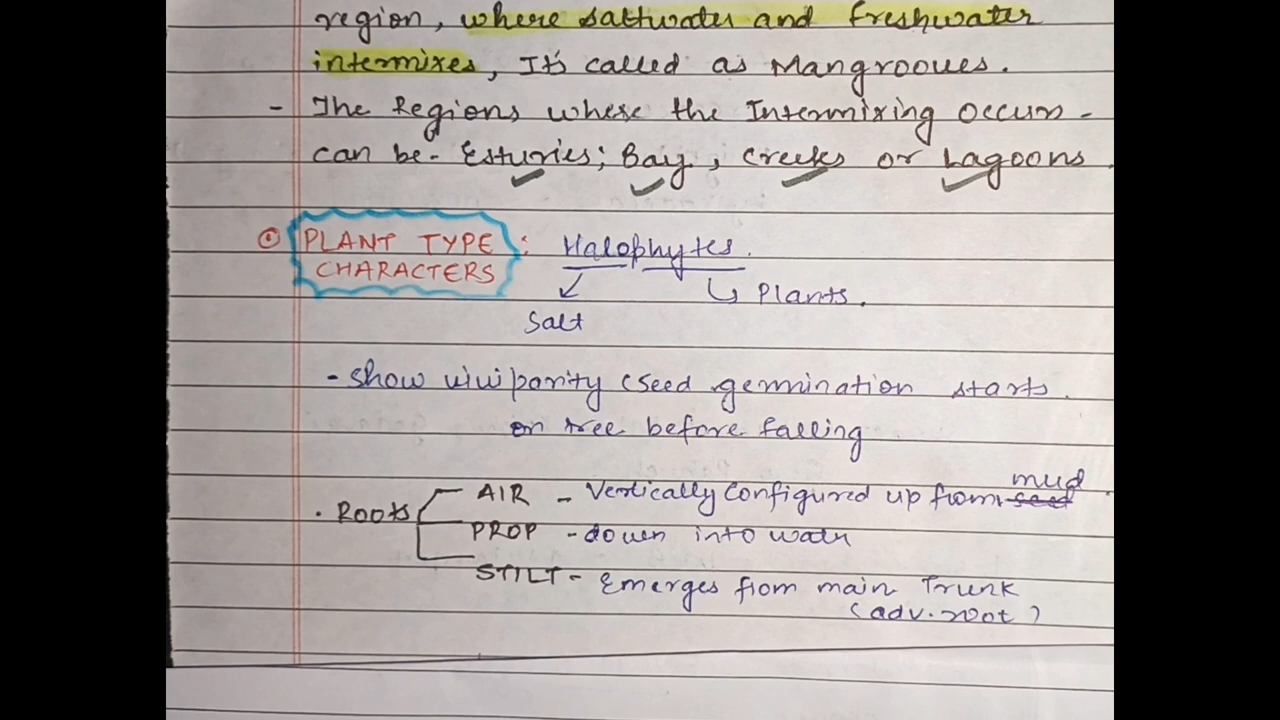 region, where saltwater and freshwater
intermixes, It's called as Mangrooves.
- The Regions where the Intermixing Occurs -
can be - Esturies; Bay, Creeks or Lagoons.
PLANT TYPE : Halophytes.
CHARACTERS
Plants.
Salt
- show viviparity (seed germination starts
on tree before falling
mud
. Roots AIR - Vertically Configured up from seed.
PROP - down into water
STILT - Emerges from main Trunk
(adv. root)